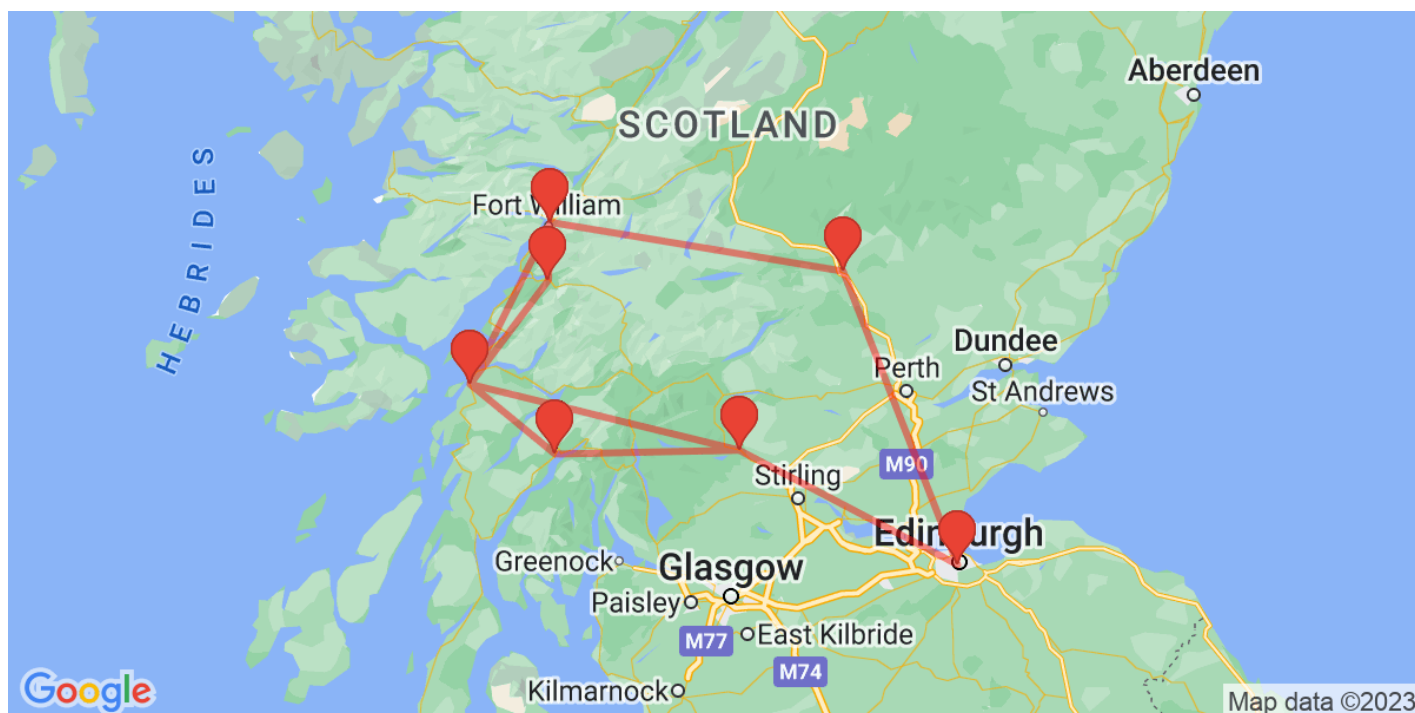 Aberdeen
SCOTLAND
HEBRIDES
Fort William
Dundee
Perth
St Andrews
M90
Stirling
Edinburgh
Greenock
Glasgow
Paisley
M77
East Kilbride
M74
Kilmarnock
Google
Map data ©2023